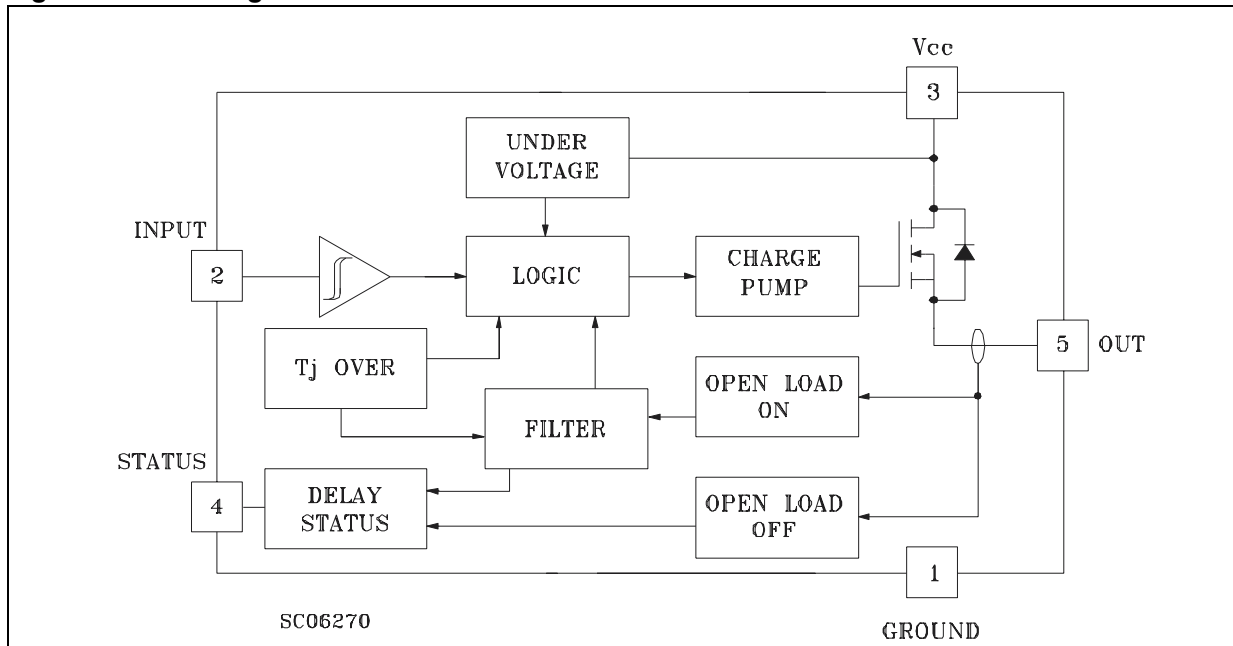 Vcc
3
UNDER
VOLTAGE
INPUT
2
LOGIC
CHARGE
PUMP
Tj OVER
5
OUT
OPEN LOAD
ON
FILTER
STATUS
4
DELAY
STATUS
OPEN LOAD
OFF
1
SC06270
GROUND